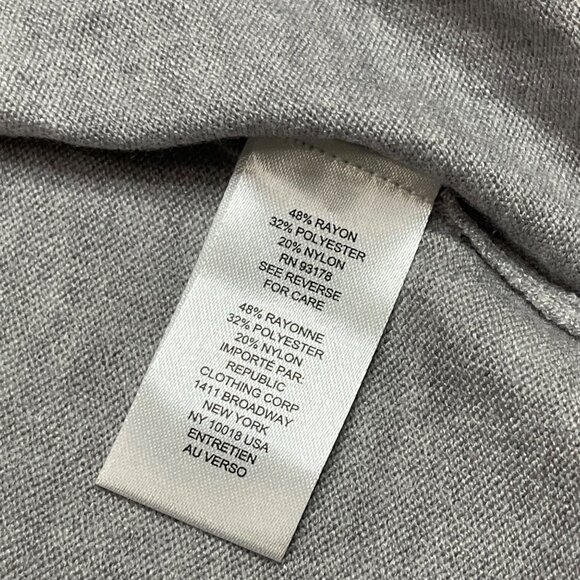 48% RAYON
32% POLYESTER
20% NYLON
RN 93178
SEE REVERSE
FOR CARE
48% RAYONNE
32% POLYESTER
20% NYLON
IMPORTÉ PAR.
REPUBLIC
CLOTHING CORP
1411 BROADWAY
NEW YORK
NY 10018 USA
ENTRETIEN
AU VERSO